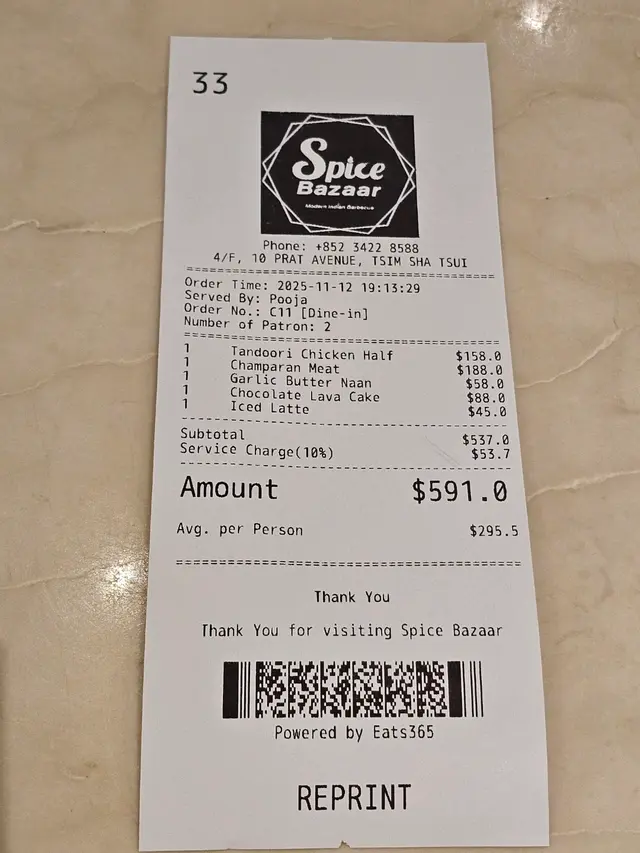 33
Spice
Bazaar
Modern Indian Barbecue
Phone: +852 3422 8588
4/F, 10 PRAT AVENUE, TSIM SHA TSUI
================================================
Order Time: 2025-11-12 19:13:29
Served By: Pooja
Order No.: C11 [Dine-in]
Number of Patron: 2
================================================
1 Tandoori Chicken Half $158.0
1 Champaran Meat $188.0
1 Garlic Butter Naan $58.0
1 Chocolate Lava Cake $88.0
1 Iced Latte $45.0
------------------------------------------------
Subtotal $537.0
Service Charge(10%) $53.7
------------------------------------------------
Amount $591.0
Avg. per Person $295.5
================================================
Thank You
Thank You for visiting Spice Bazaar
Powered by Eats365
REPRINT